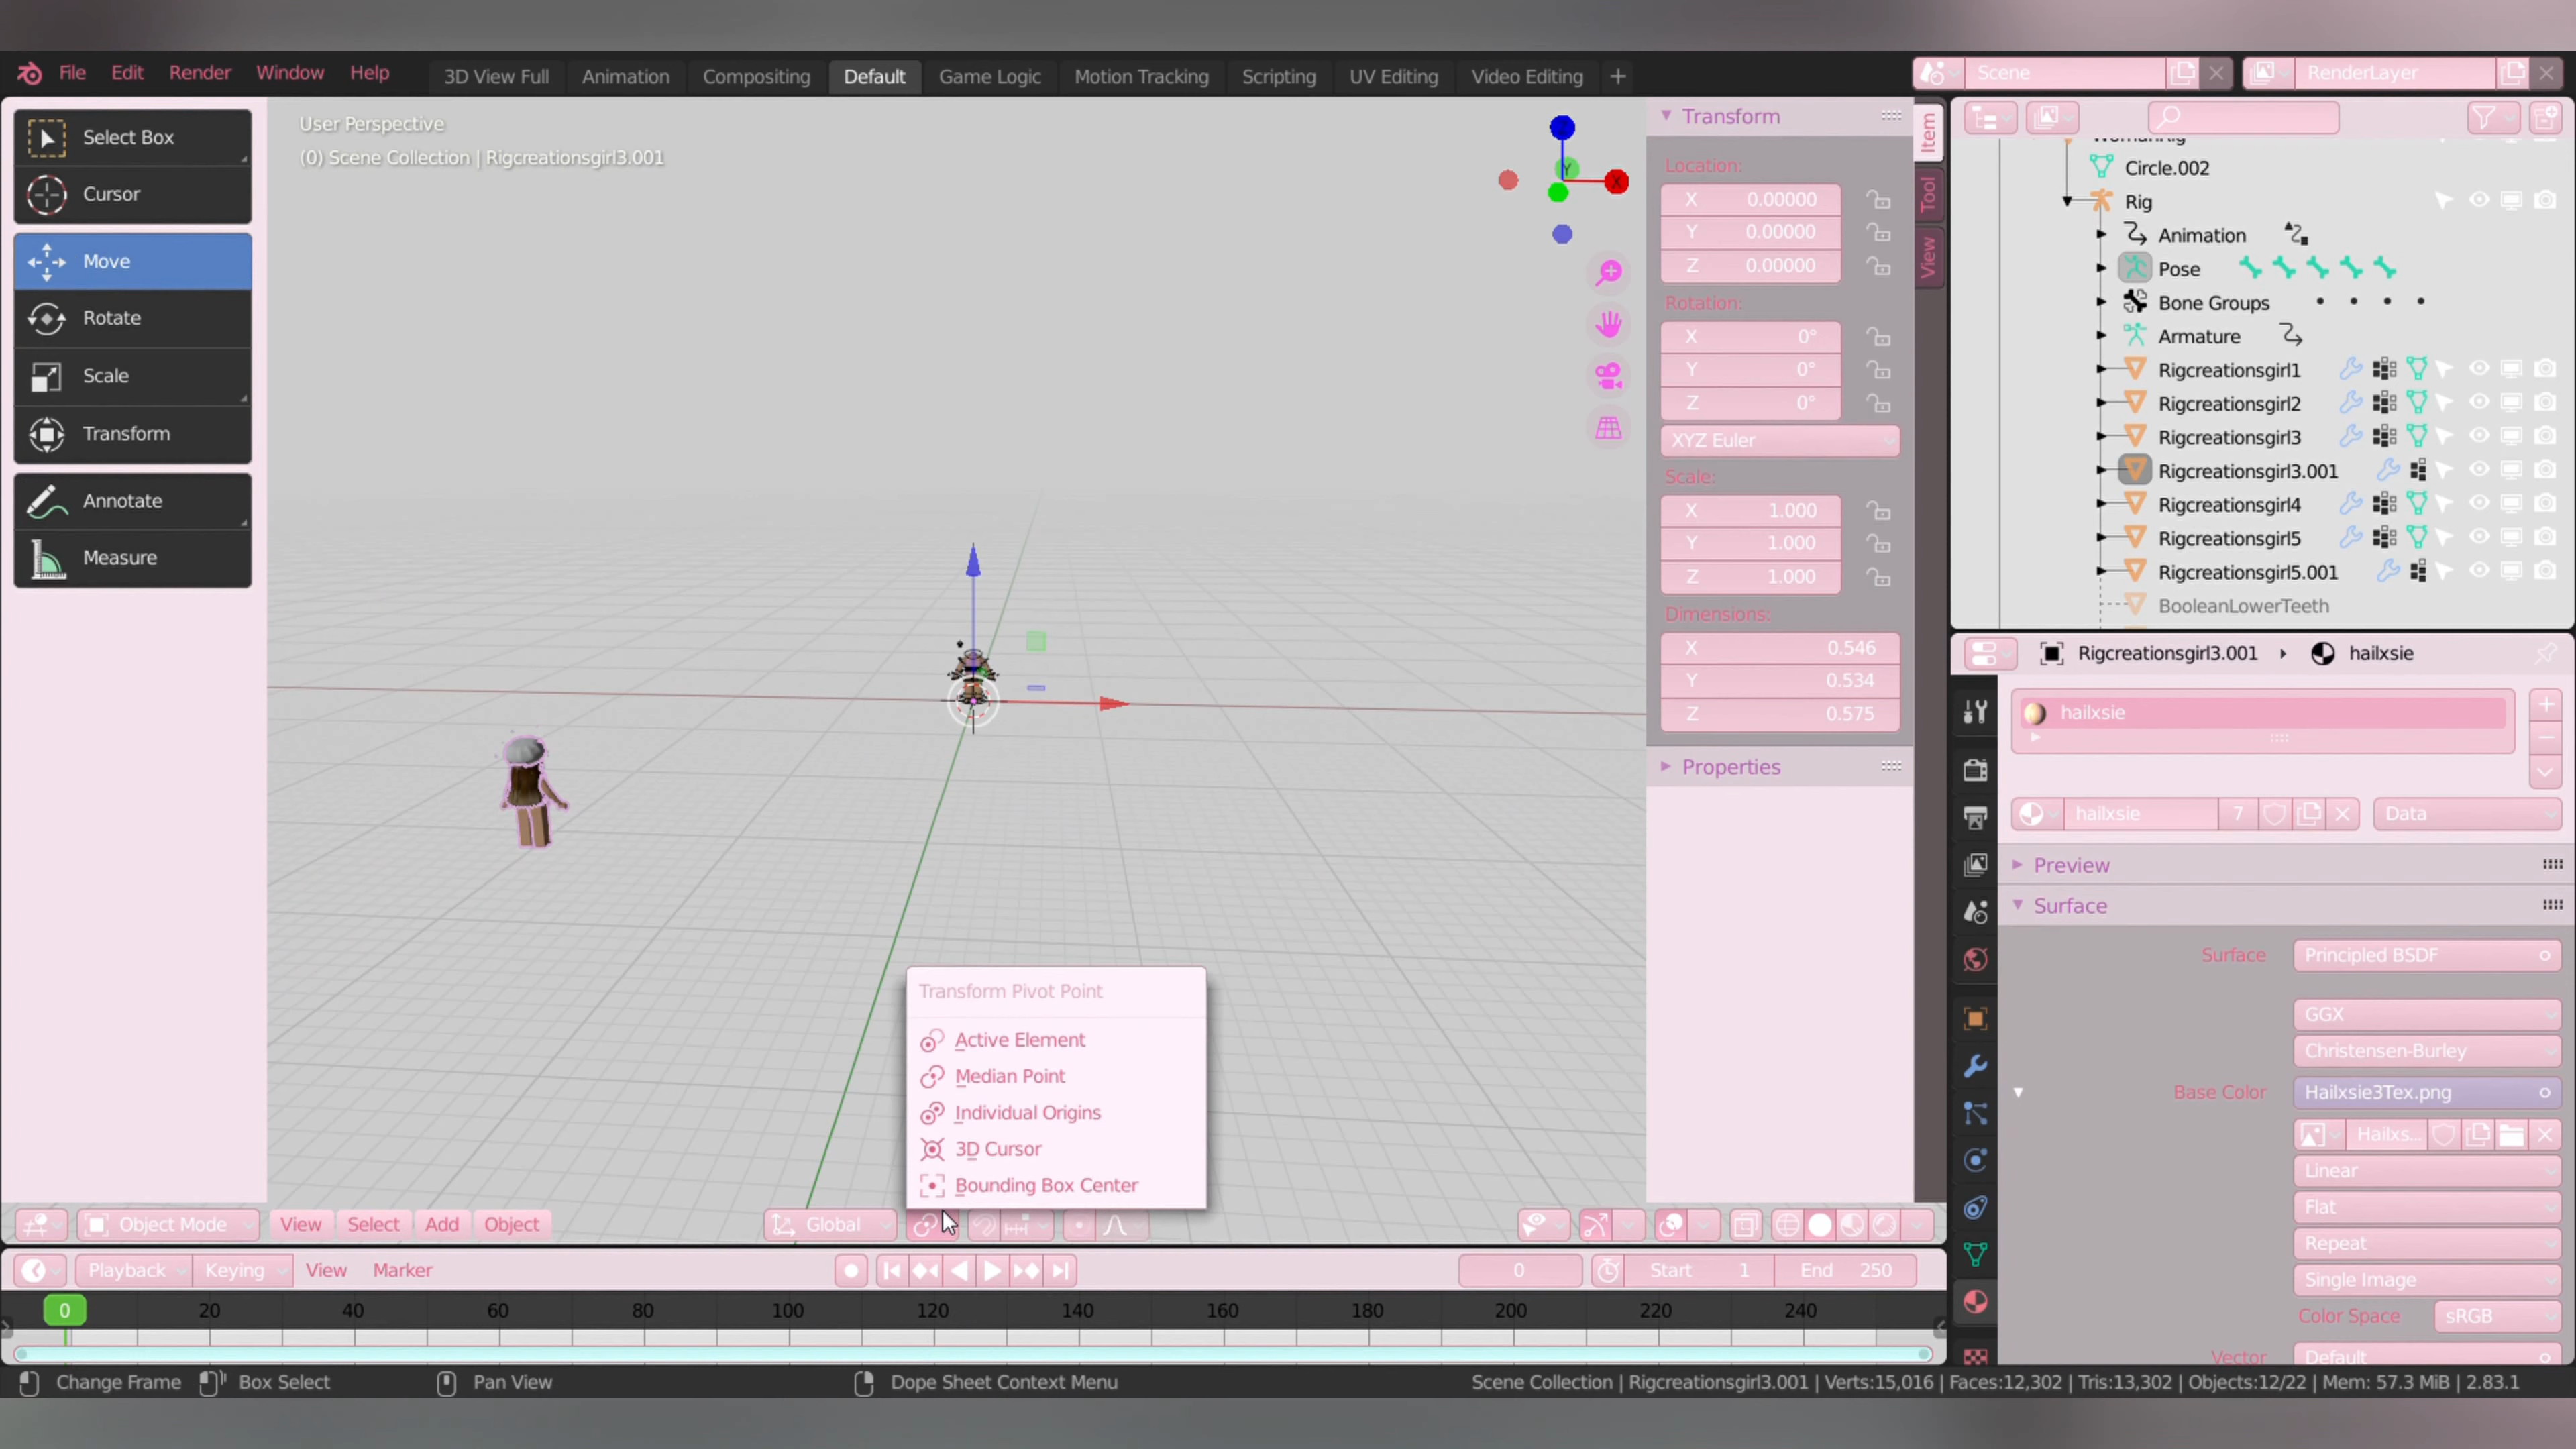 File Edit Render Window Help 3D View Full Animation Compositing Default Game Logic Motion Tracking Scripting UV Editing Video Editing + Scene RenderLayer
Select Box
Cursor
Move
Rotate
Scale
Transform
Annotate
Measure
User Perspective
(0) Scene Collection | Rigcreationsgirl3.001
Z
Y
X
Transform
Location:
X 0.00000
Y 0.00000
Z 0.00000
Rotation:
X 0°
Y 0°
Z 0°
XYZ Euler
Scale:
X 1.000
Y 1.000
Z 1.000
Dimensions:
X 0.546
Y 0.534
Z 0.575
Properties
Item
Tool
View
WomanRig
Circle.002
Rig
Animation
Pose
Bone Groups
Armature
Rigcreationsgirl1
Rigcreationsgirl2
Rigcreationsgirl3
Rigcreationsgirl3.001
Rigcreationsgirl4
Rigcreationsgirl5
Rigcreationsgirl5.001
BooleanLowerTeeth
Rigcreationsgirl3.001 hailxsie
hailxsie
hailxsie 7 Data
Preview
Surface
Surface Principled BSDF
GGX
Christensen-Burley
Base Color Hailxsie3Tex.png
Hailxs...
Linear
Flat
Repeat
Single Image
Color Space sRGB
Vector Default
Transform Pivot Point
Active Element
Median Point
Individual Origins
3D Cursor
Bounding Box Center
Object Mode View Select Add Object Global
Playback Keying View Marker 0 Start 1 End 250
0 20 40 60 80 100 120 140 160 180 200 220 240
Change Frame Box Select Pan View Dope Sheet Context Menu Scene Collection | Rigcreationsgirl3.001 | Verts:15,016 | Faces:12,302 | Tris:13,302 | Objects:12/22 | Mem: 57.3 MiB | 2.83.1